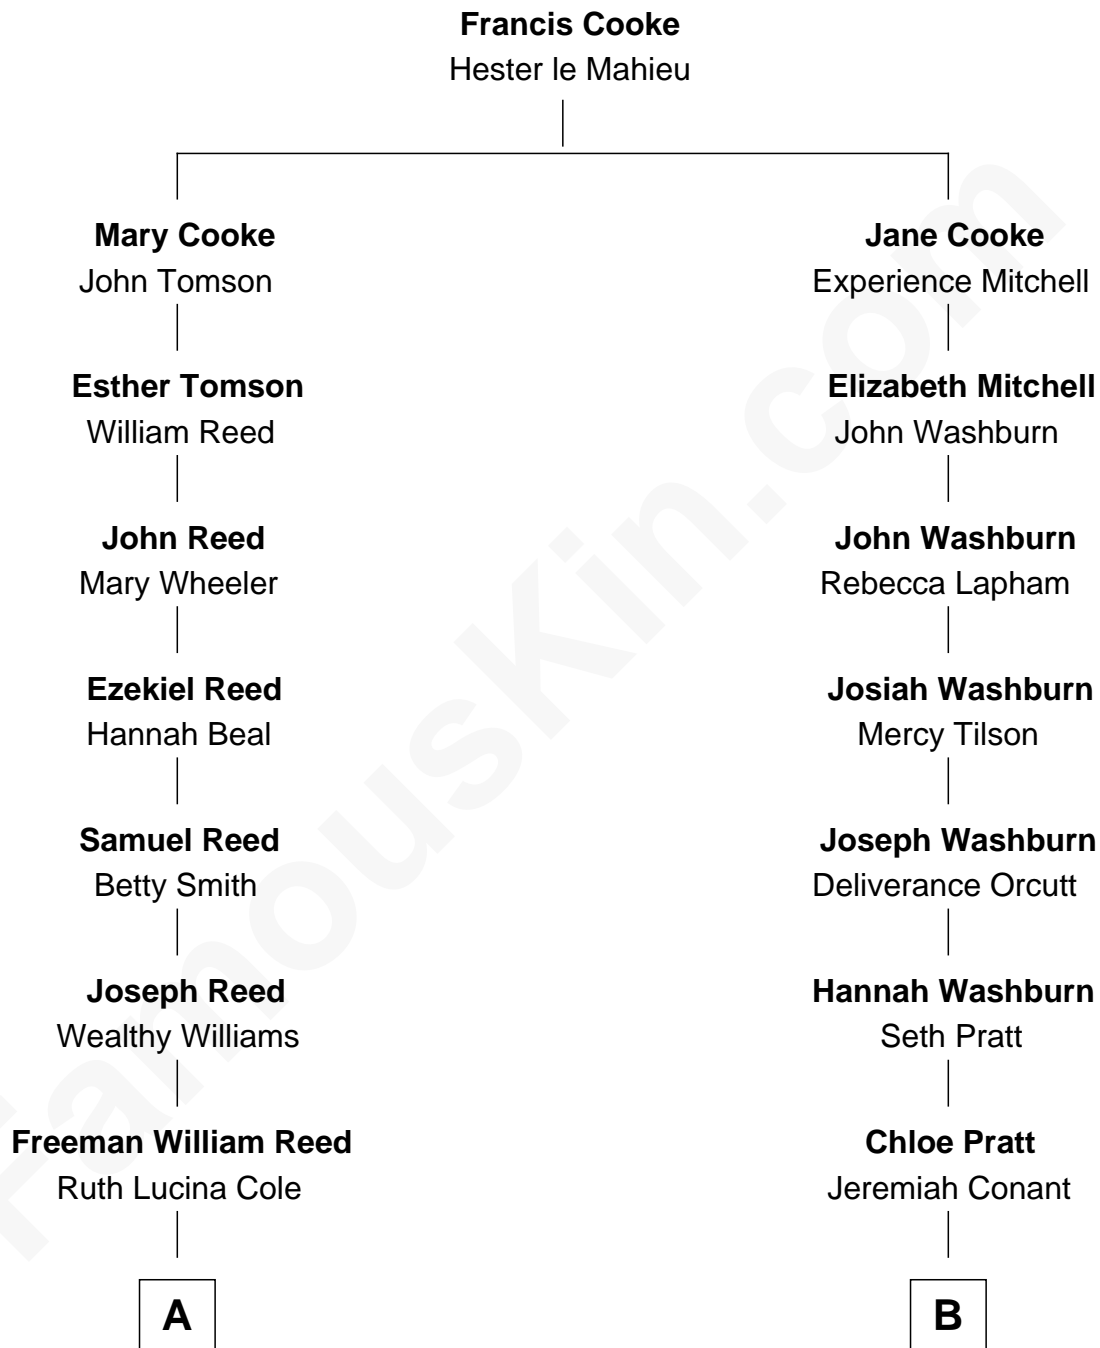 Francis Cooke
Hester le Mahieu
Mary Cooke
John Tomson
Jane Cooke
Experience Mitchell
Esther Tomson
William Reed
Elizabeth Mitchell
John Washburn
John Reed
Mary Wheeler
John Washburn
Rebecca Lapham
Ezekiel Reed
Hannah Beal
Josiah Washburn
Mercy Tilson
Samuel Reed
Betty Smith
Joseph Washburn
Deliverance Orcutt
Joseph Reed
Wealthy Williams
Hannah Washburn
Seth Pratt
Freeman William Reed
Ruth Lucina Cole
Chloe Pratt
Jeremiah Conant
A
B
FamousKin.com